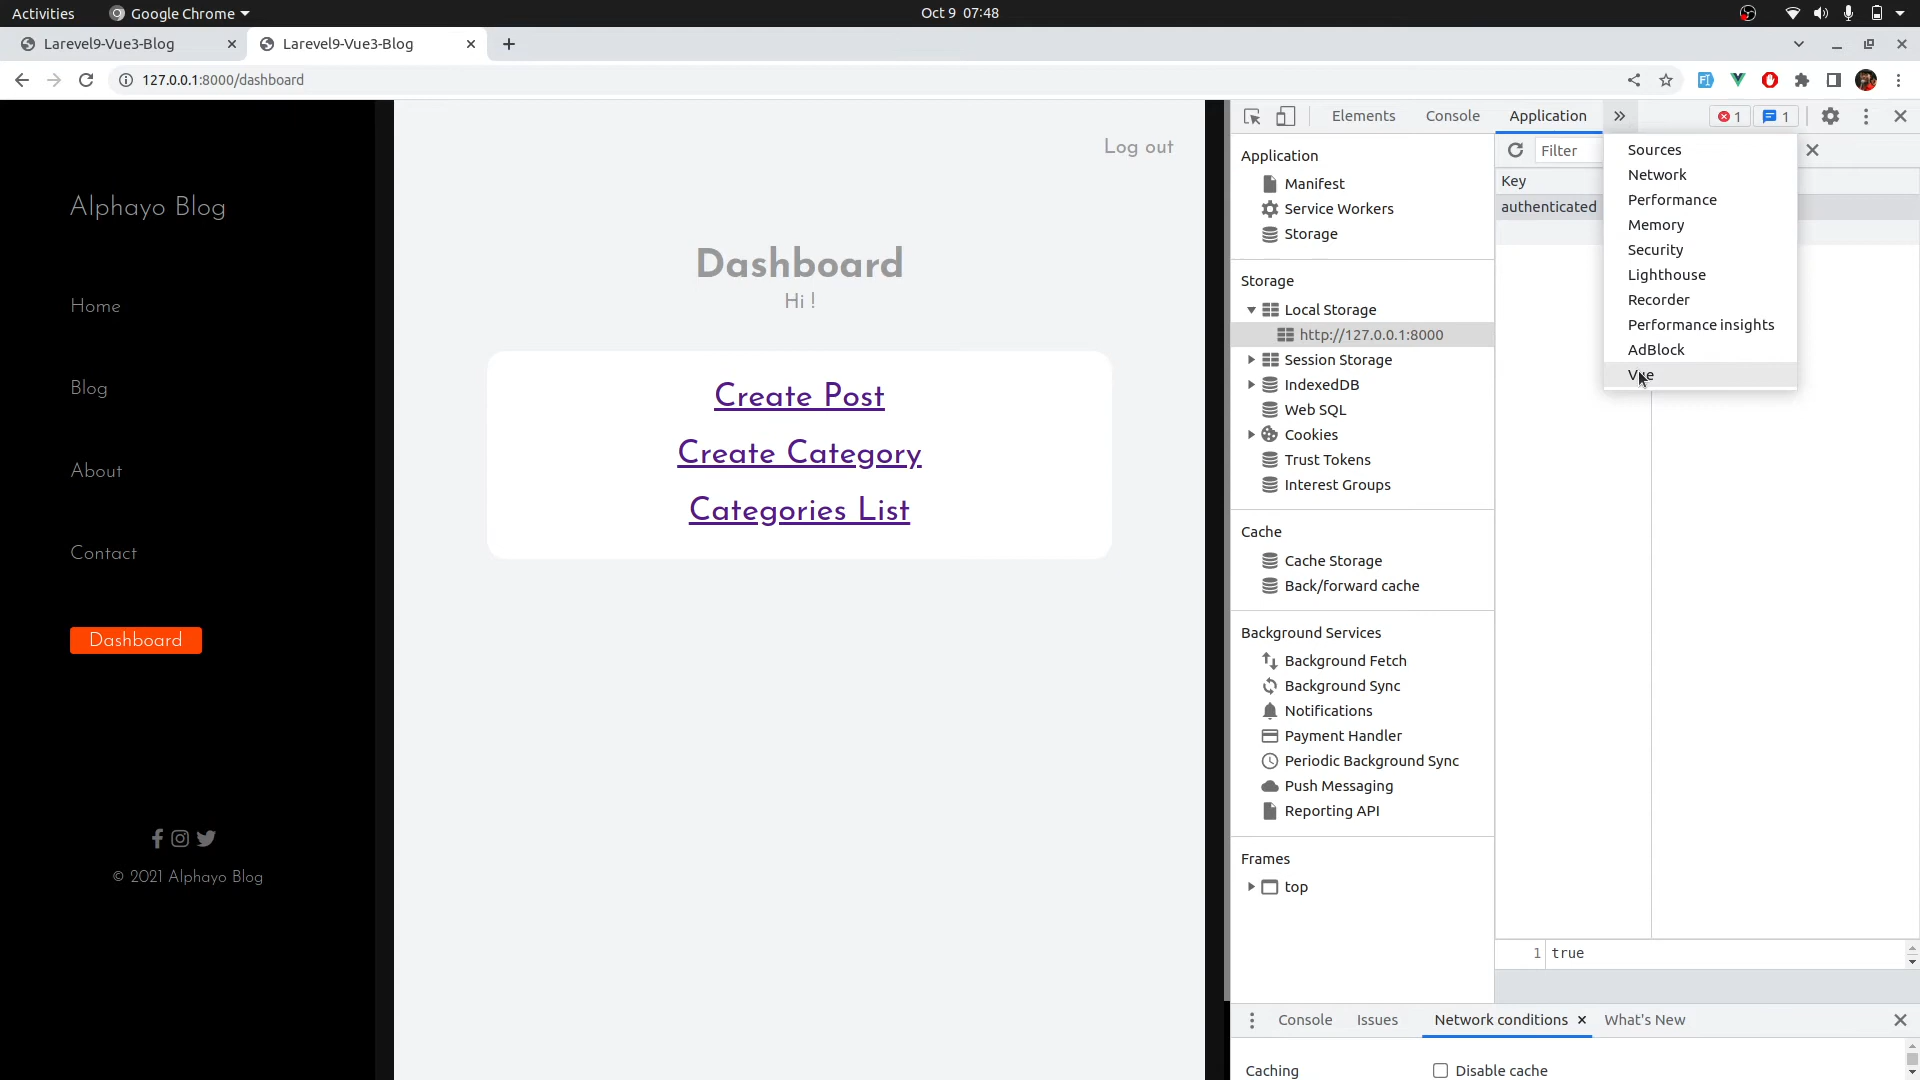 Activities
Google Chrome
Oct 9 07:48
Larevel9-Vue3-Blog
Larevel9-Vue3-Blog
127.0.0.1:8000/dashboard
Alphayo Blog
Home
Blog
About
Contact
Dashboard
© 2021 Alphayo Blog
Log out
Dashboard
Hi !
Create Post
Create Category
Categories List
Elements
Console
Application
1
1
Application
Manifest
Service Workers
Storage
Storage
Local Storage
http://127.0.0.1:8000
Session Storage
IndexedDB
Web SQL
Cookies
Trust Tokens
Interest Groups
Cache
Cache Storage
Back/forward cache
Background Services
Background Fetch
Background Sync
Notifications
Payment Handler
Periodic Background Sync
Push Messaging
Reporting API
Frames
top
Filter
Key
authenticated
Sources
Network
Performance
Memory
Security
Lighthouse
Recorder
Performance insights
AdBlock
Vue
1 true
Console
Issues
Network conditions
What's New
Caching
Disable cache